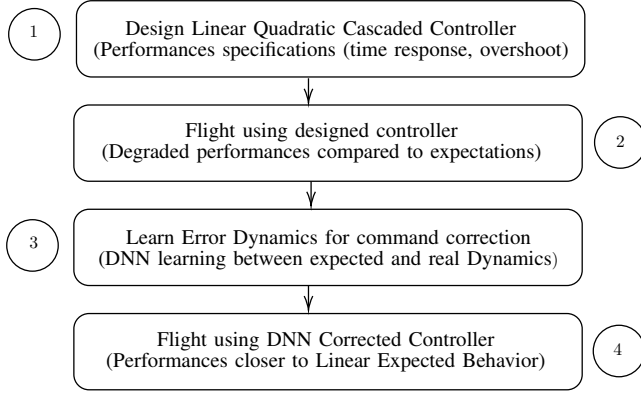 1
Design Linear Quadratic Cascaded Controller
(Performances specifications (time response, overshoot)
Flight using designed controller
(Degraded performances compared to expectations)
2
3
Learn Error Dynamics for command correction
(DNN learning between expected and real Dynamics)
Flight using DNN Corrected Controller
(Performances closer to Linear Expected Behavior)
4